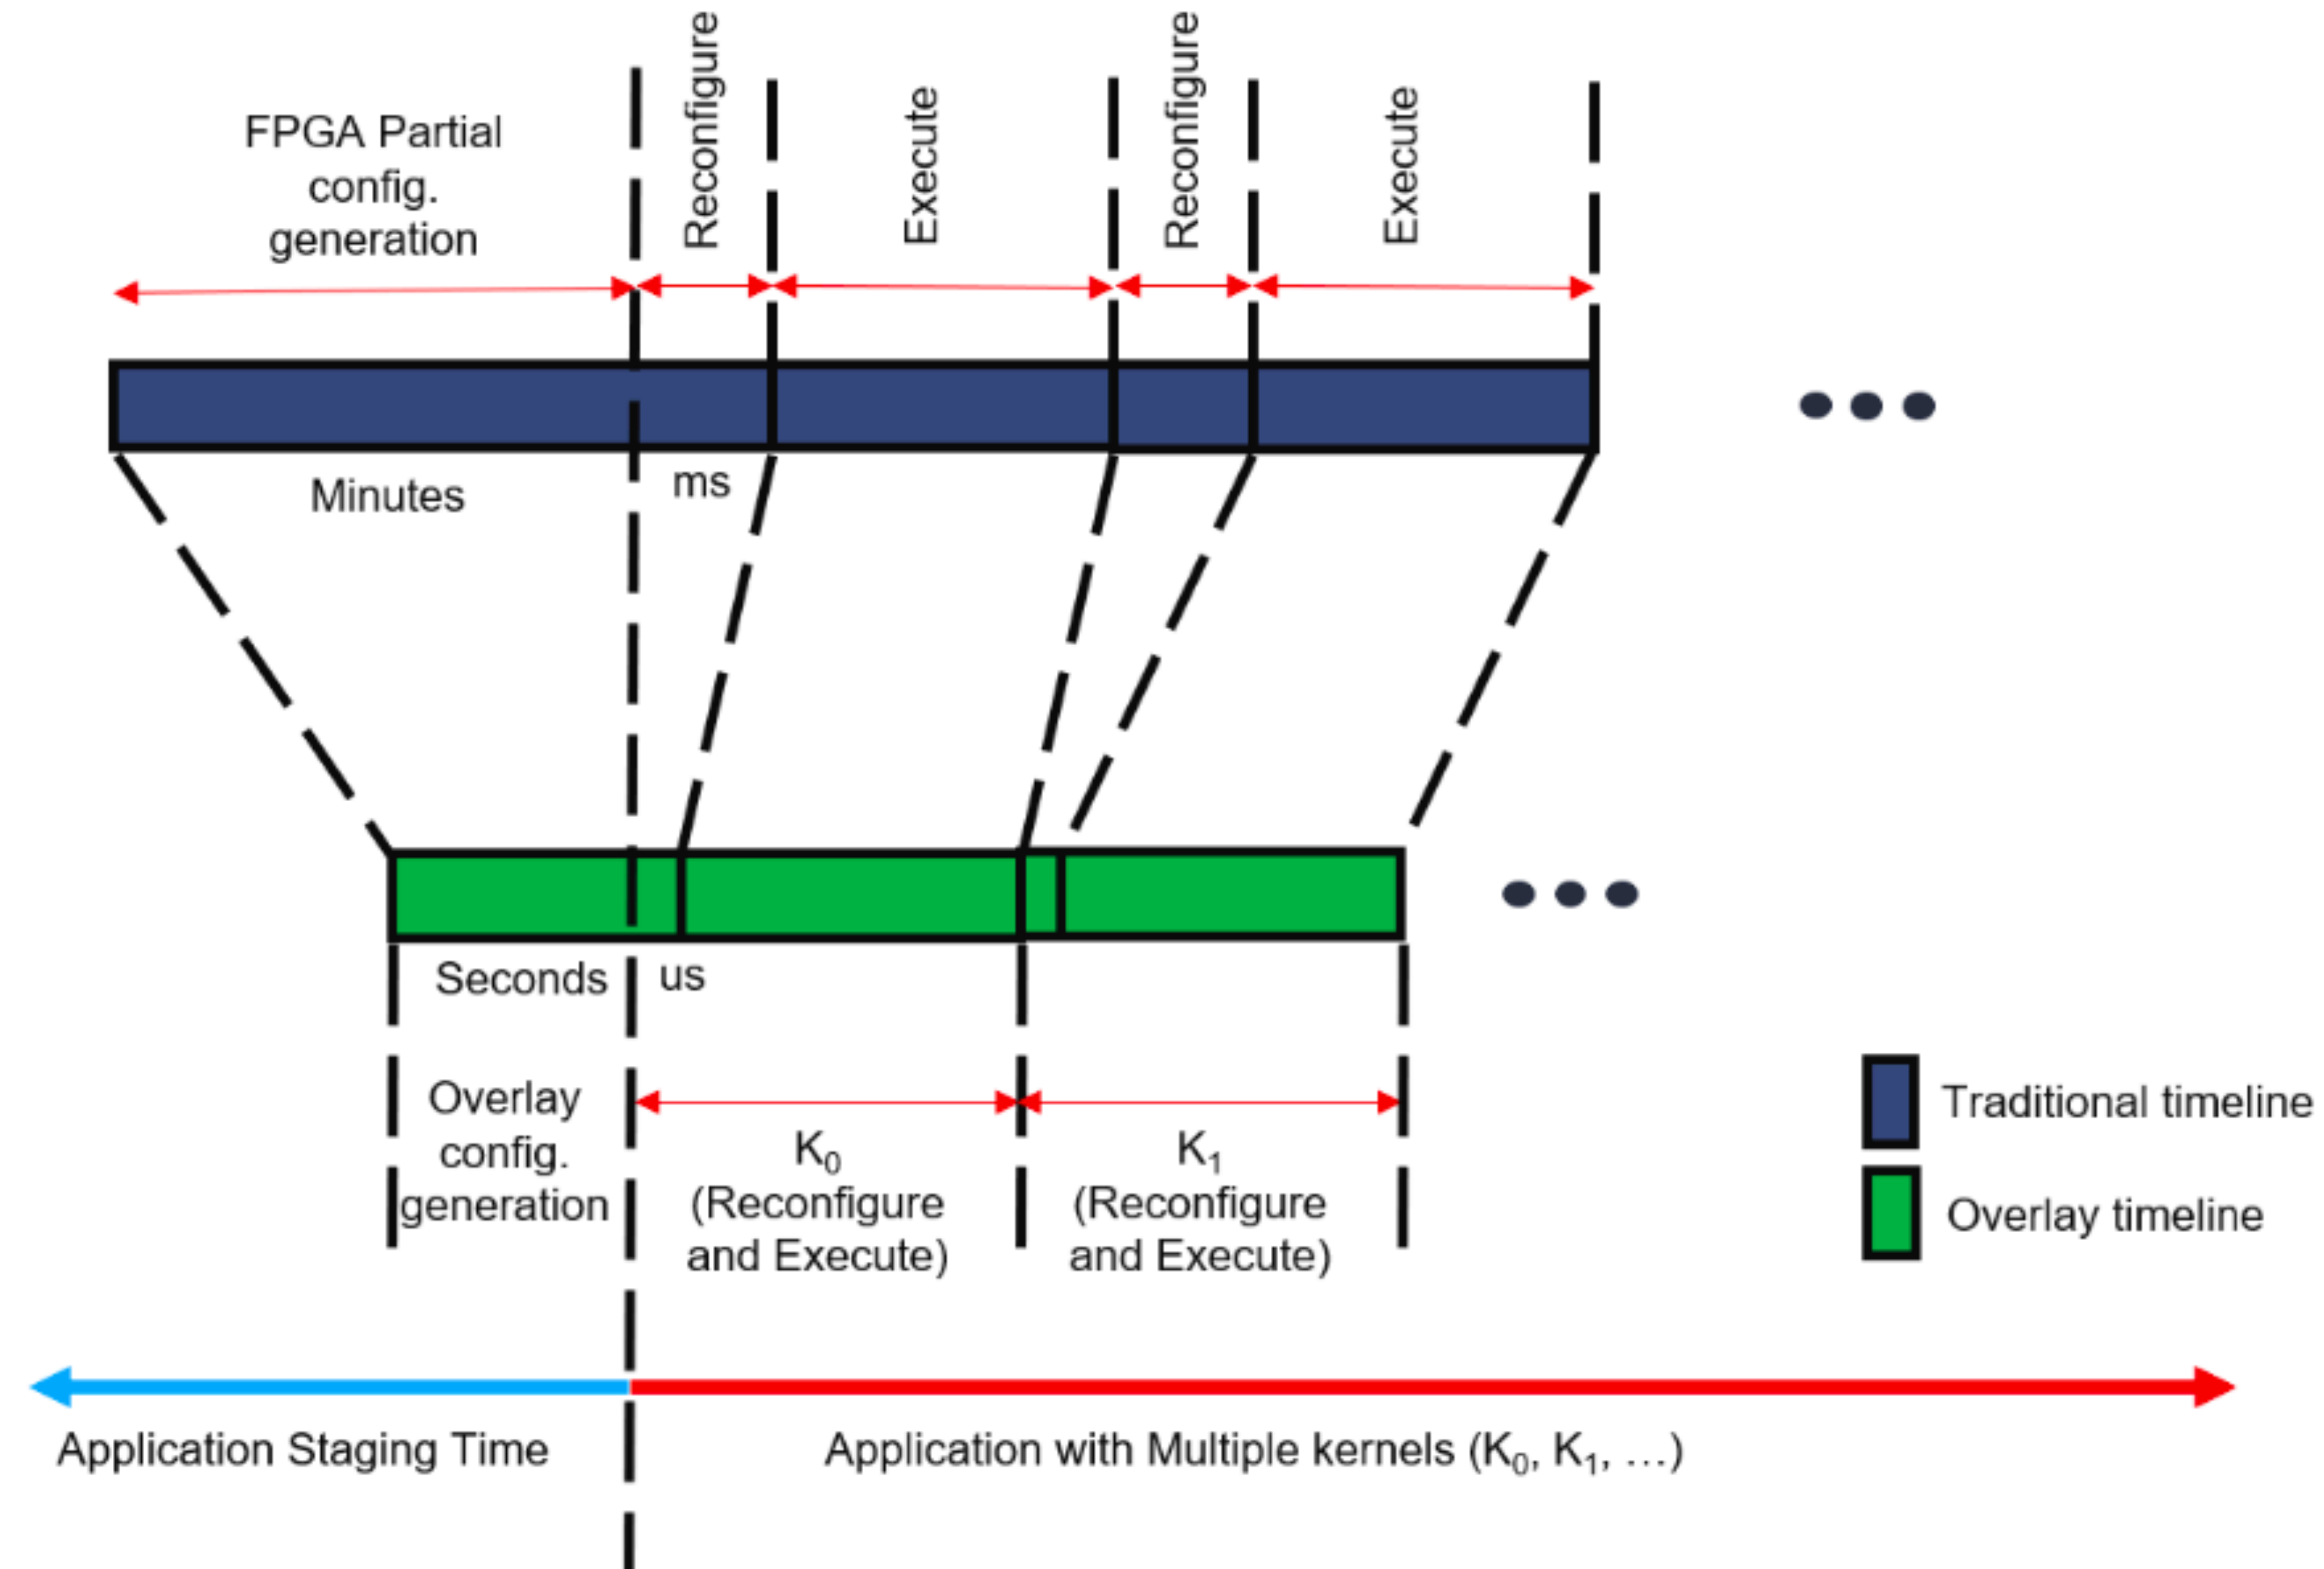 FPGA Partial
config.
generation
Reconfigure
Execute
Reconfigure
Execute
Minutes
ms
Seconds
us
Overlay
config.
generation
K₀
(Reconfigure
and Execute)
K₁
(Reconfigure
and Execute)
Traditional timeline
Overlay timeline
Application Staging Time
Application with Multiple kernels (K₀, K₁, …)